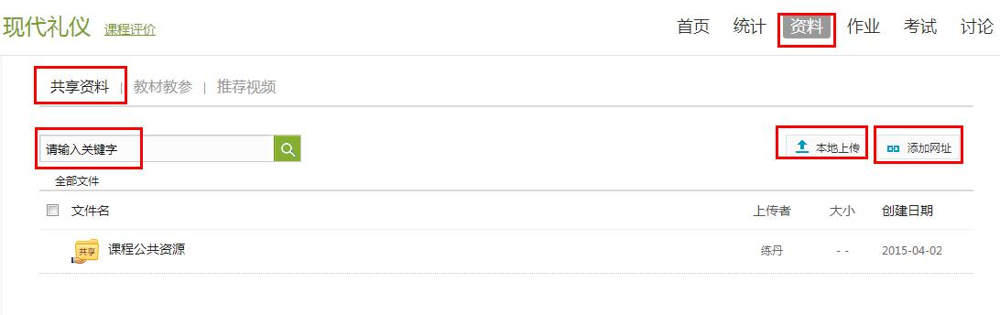 现代礼仪 课程评价 首页 统计 资料 作业 考试 讨论
共享资料 | 教材教参 | 推荐视频
请输入关键字 本地上传 添加网址
全部文件
文件名 上传者 大小 创建日期
共享 课程公共资源 练丹 - - 2015-04-02